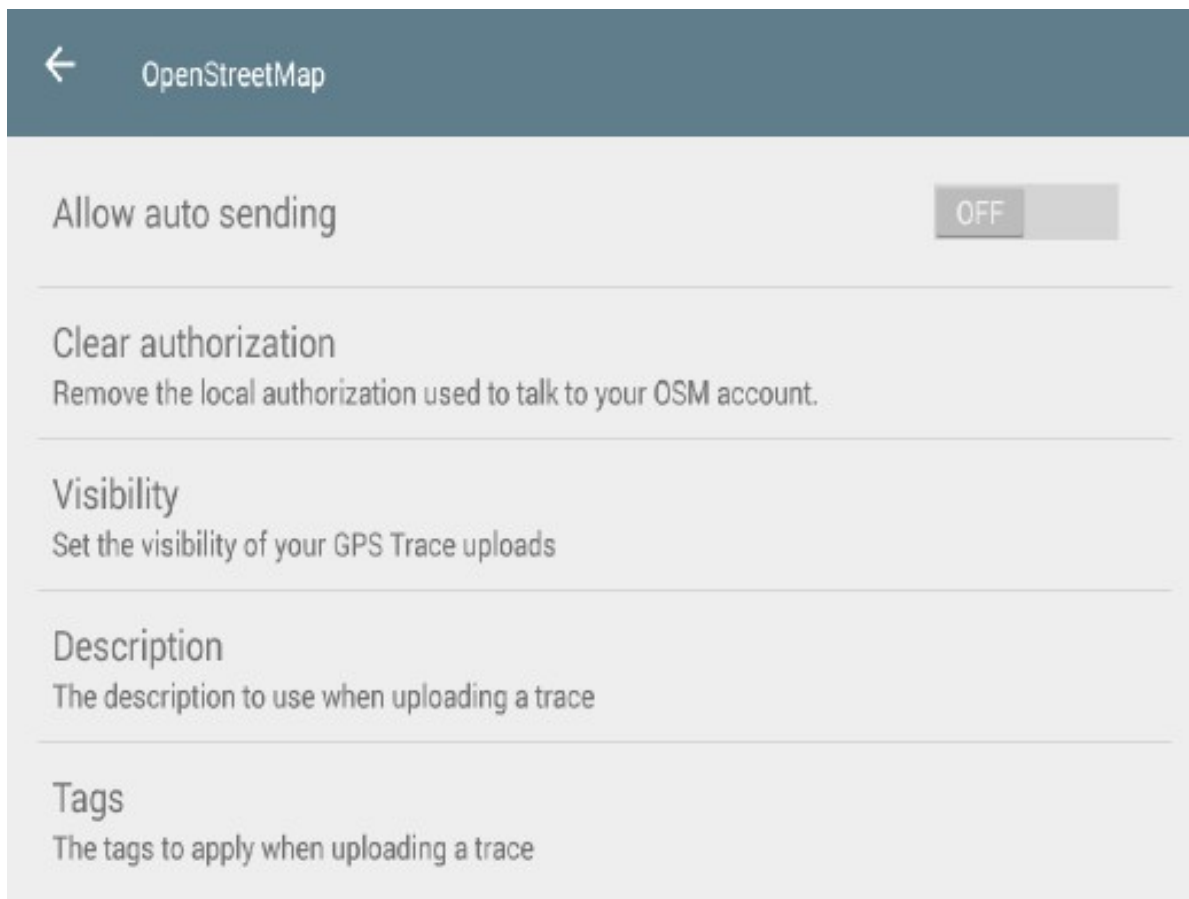 OpenStreetMap
Allow auto sending
OFF
Clear authorization
Remove the local authorization used to talk to your OSM account.
Visibility
Set the visibility of your GPS Trace uploads
Description
The description to use when uploading a trace
Tags
The tags to apply when uploading a trace